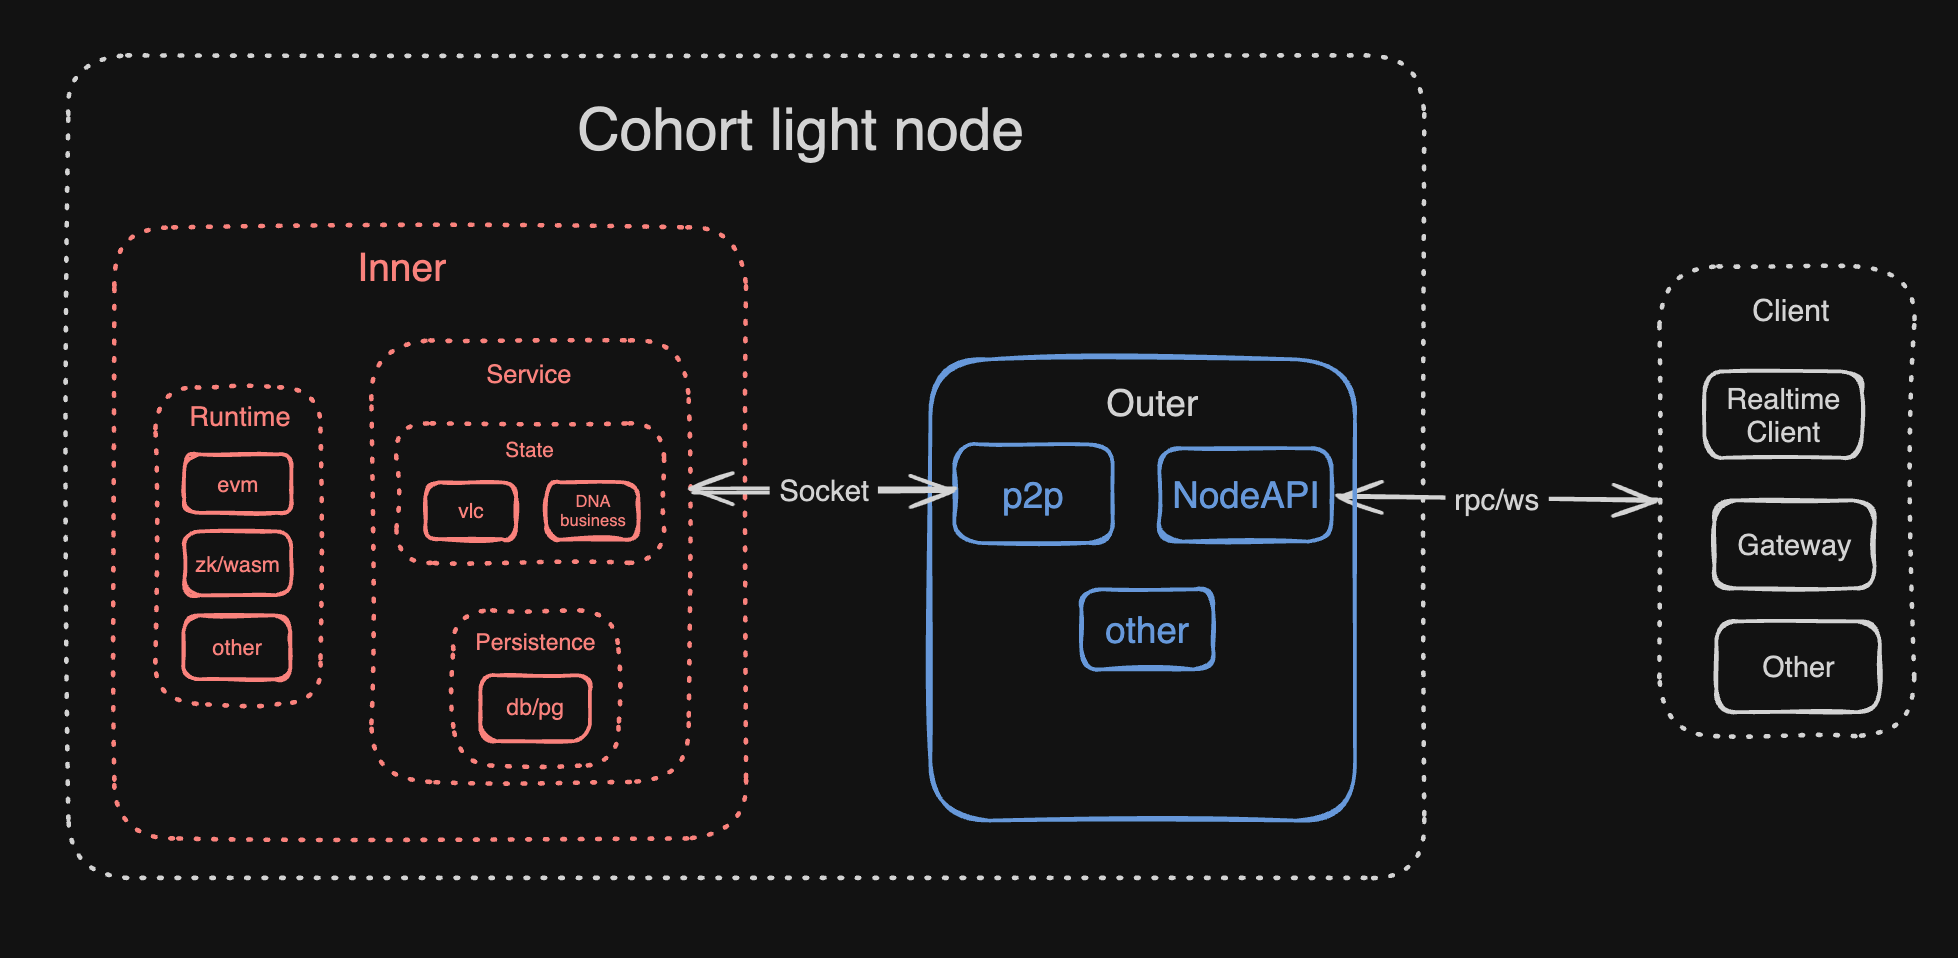 Cohort light node
Inner
Runtime
evm
zk/wasm
other
Service
State
vlc
DNA
business
Persistence
db/pg
Socket
Outer
p2p
NodeAPI
other
rpc/ws
Client
Realtime
Client
Gateway
Other